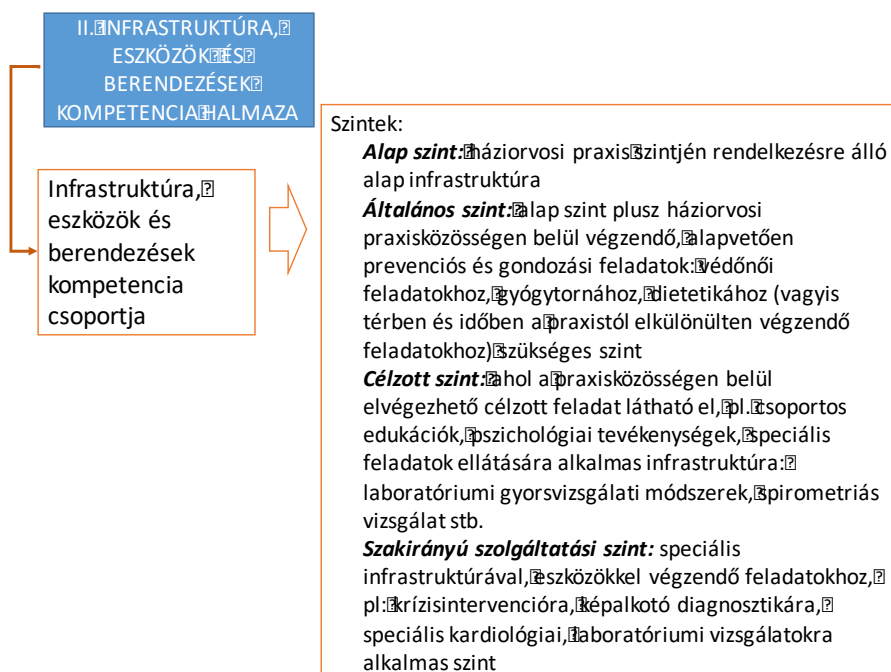 II. INFRASTRUKTÚRA,
ESZKÖZÖK ÉS
BERENDEZÉSEK
KOMPETENCIA HALMAZA
Infrastruktúra,
eszközök és
berendezések
kompetencia
csoportja
Szintek:
Alap szint: háziorvosi praxis szintjén rendelkezésre álló
alap infrastruktúra
Általános szint: alap szint plusz háziorvosi
praxisközösségen belül végzendő, alapvetően
prevenciós és gondozási feladatok: védőnői
feladatokhoz, gyógytornához, dietetikához (vagyis
térben és időben a praxistól elkülönülten végzendő
feladatokhoz) szükséges szint
Célzott szint: ahol a praxisközösségen belül
elvégezhető célzott feladat látható el, pl. csoportos
edukációk, pszichológiai tevékenységek, speciális
feladatok ellátására alkalmas infrastruktúra:
laboratóriumi gyorsvizsgálati módszerek, spirometriás
vizsgálat stb.
Szakirányú szolgáltatási szint: speciális
infrastruktúrával, eszközökkel végzendő feladatokhoz,
pl: krízisintervencióra, képalkotó diagnosztikára,
speciális kardiológiai, laboratóriumi vizsgálatokra
alkalmas szint